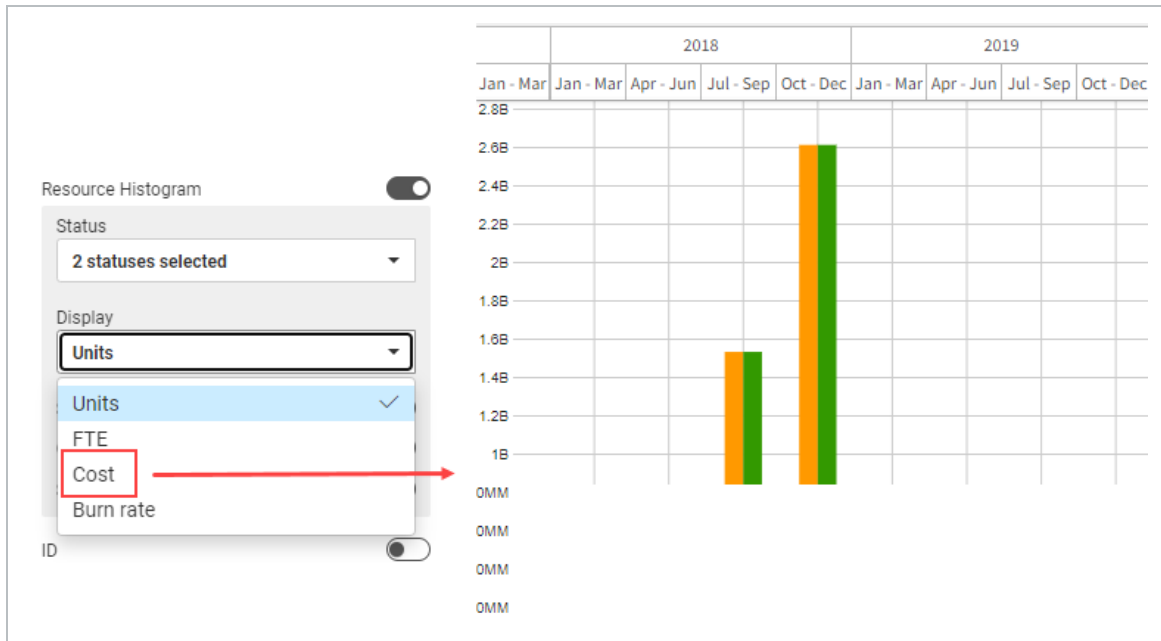 2018 2019
Jan - Mar Jan - Mar Apr - Jun Jul - Sep Oct - Dec Jan - Mar Apr - Jun Jul - Sep Oct - Dec
2.8B
2.6B
2.4B
2.2B
2B
1.8B
1.6B
1.4B
1.2B
1B
0MM
0MM
0MM
0MM
Resource Histogram
Status
2 statuses selected
Display
Units
Units
FTE
Cost
Burn rate
ID